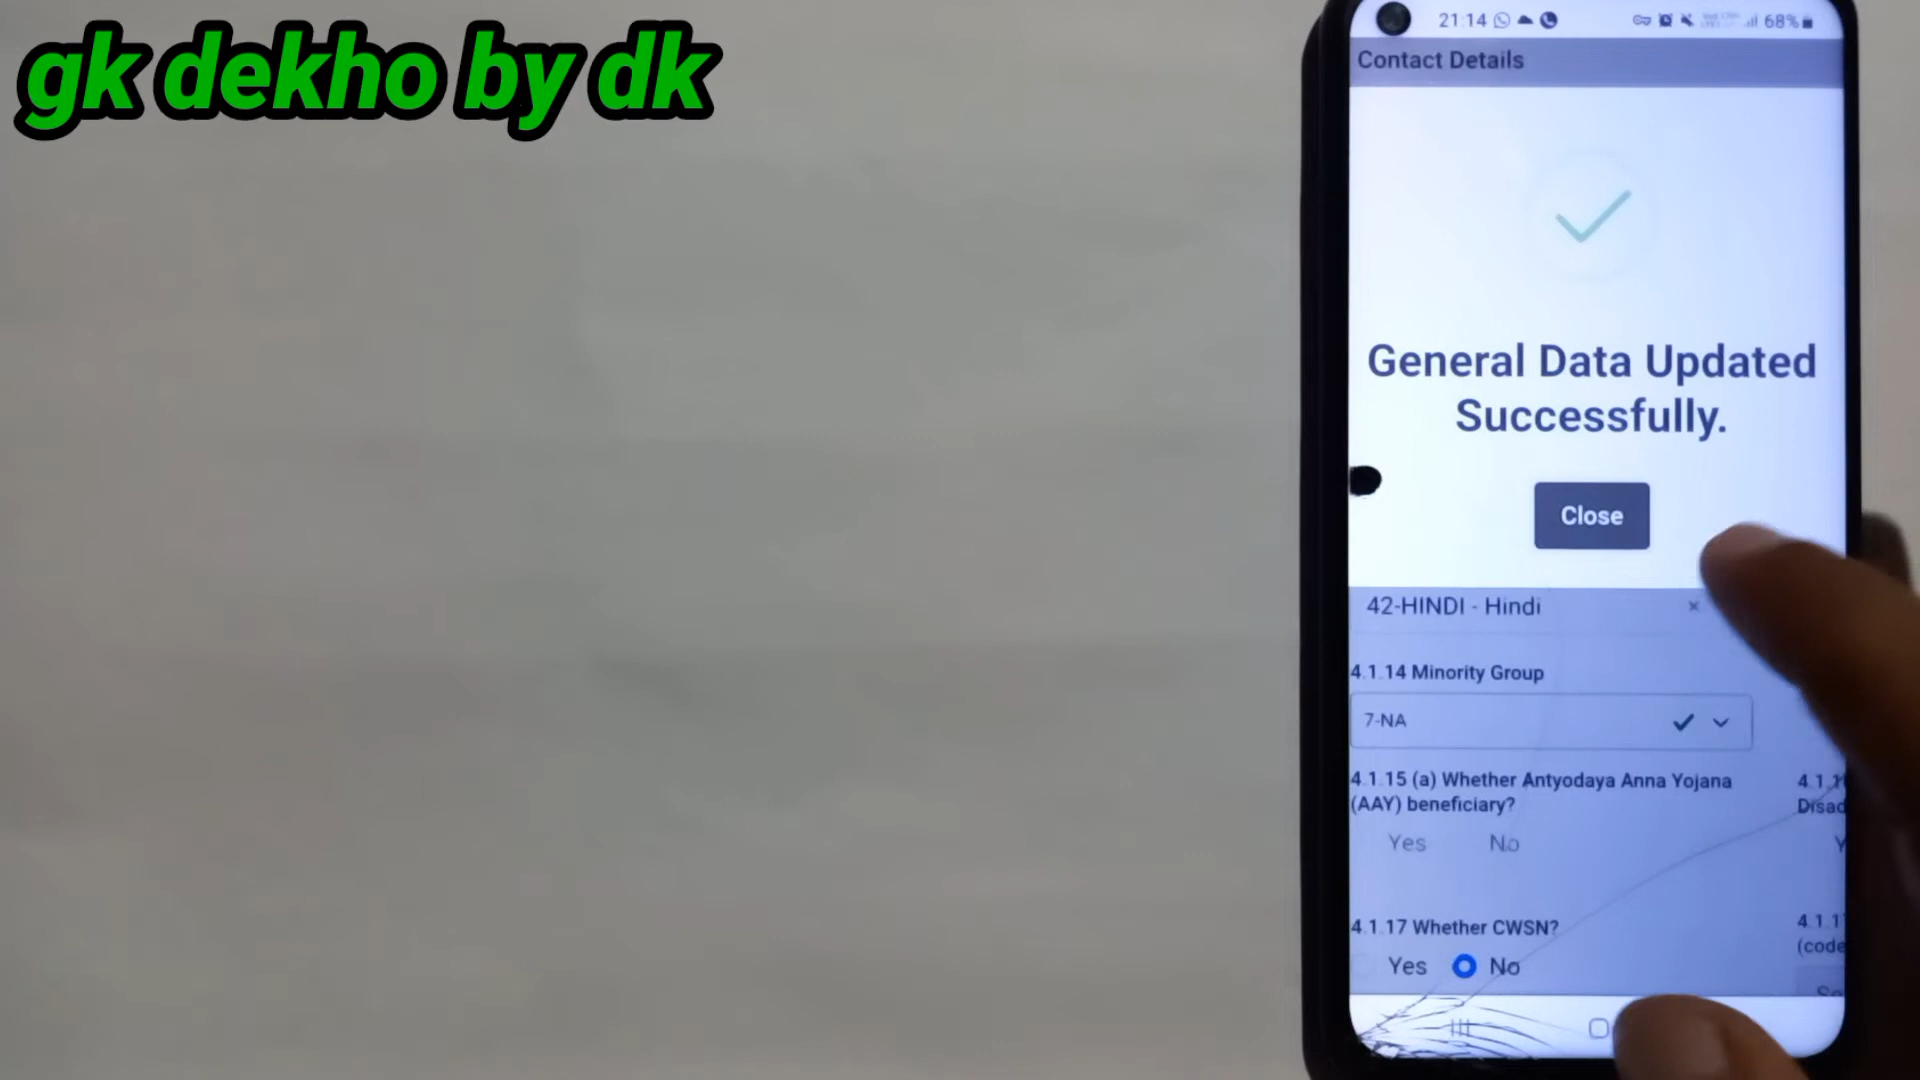 gk dekho by dk
21:14
68%
Contact Details
General Data Updated
Successfully.
Close
42-HINDI - Hindi
4.1.14 Minority Group
7-NA
4.1.15 (a) Whether Antyodaya Anna Yojana
(AAY) beneficiary?
Yes No
4.1.17 Whether CWSN?
Yes No